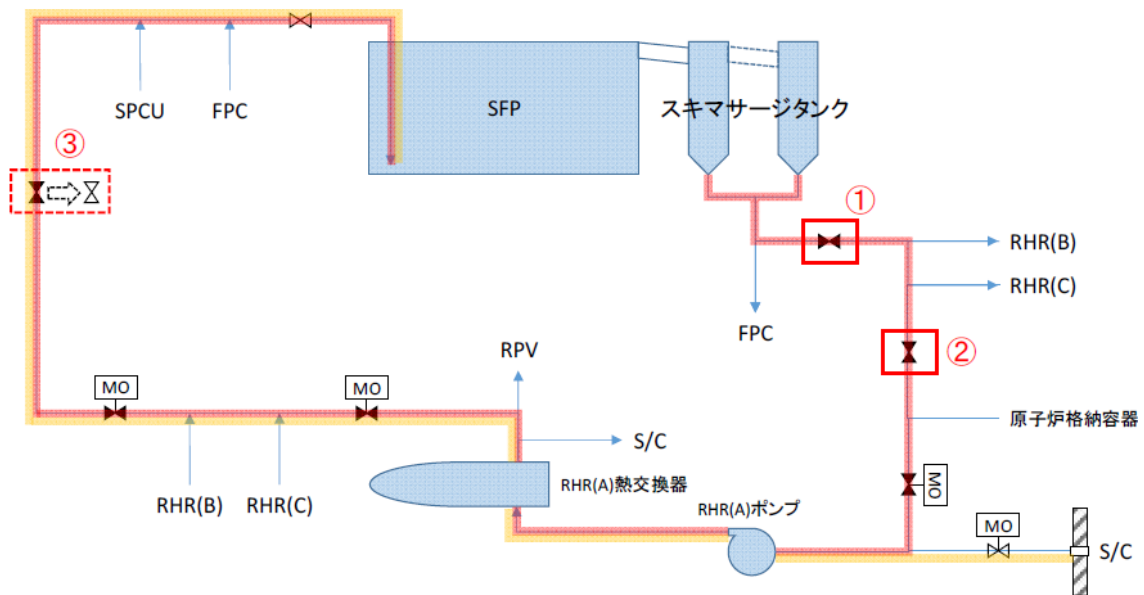 SPCU
FPC
SFP
スキマサージタンク
③
①
RHR(B)
RHR(C)
FPC
②
RPV
MO
MO
S/C
原子炉格納容器
RHR(A)熱交換器
MO
RHR(B)
RHR(C)
RHR(A)ポンプ
MO
S/C